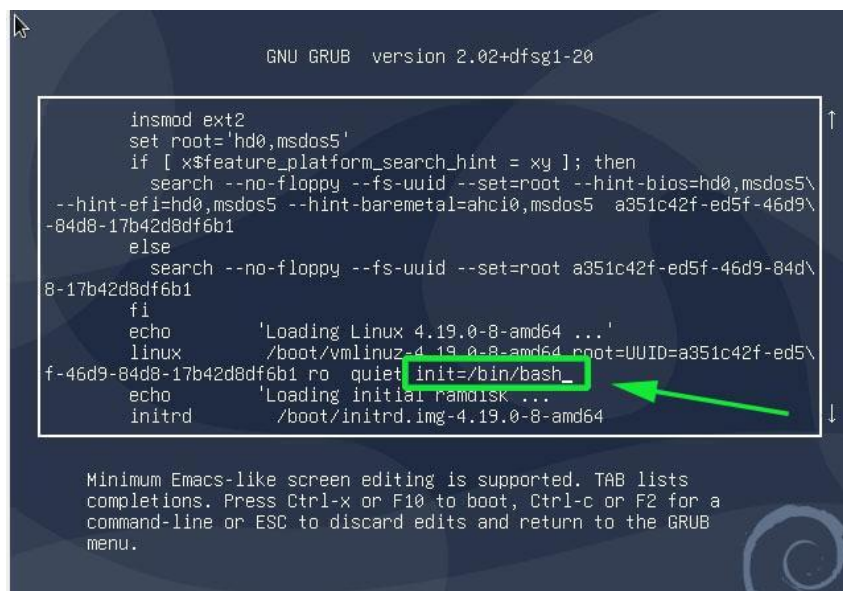 GNU GRUB version 2.02+dfsg1-20
insmod ext2
set root='hd0,msdos5'
if [ x$feature_platform_search_hint = xy ]; then
search --no-floppy --fs-uuid --set=root --hint-bios=hd0,msdos5\
--hint-efi=hd0,msdos5 --hint-baremetal=ahci0,msdos5 a351c42f-ed5f-46d9\
-84d8-17b42d8df6b1
else
search --no-floppy --fs-uuid --set=root a351c42f-ed5f-46d9-84d\
8-17b42d8df6b1
fi
echo 'Loading Linux 4.19.0-8-amd64 ...'
linux /boot/vmlinuz-4.19.0-8-amd64 root=UUID=a351c42f-ed5\
f-46d9-84d8-17b42d8df6b1 ro quiet init=/bin/bash_
echo 'Loading initial ramdisk ...'
initrd /boot/initrd.img-4.19.0-8-amd64
Minimum Emacs-like screen editing is supported. TAB lists
completions. Press Ctrl-x or F10 to boot, Ctrl-c or F2 for a
command-line or ESC to discard edits and return to the GRUB
menu.